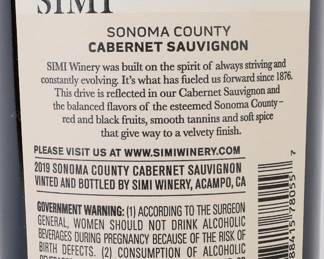 SIMI
SONOMA COUNTY
CABERNET SAUVIGNON
SIMI Winery was built on the spirit of always striving and
constantly evolving. It's what has fueled us forward since 1876.
This drive is reflected in our Cabernet Sauvignon and
the balanced flavors of the esteemed Sonoma County–
red and black fruits, smooth tannins and soft spice
that give way to a velvety finish.
PLEASE VISIT US AT WWW.SIMIWINERY.COM
2019 SONOMA COUNTY CABERNET SAUVIGNON
VINTED AND BOTTLED BY SIMI WINERY, ACAMPO, CA
GOVERNMENT WARNING: (1) ACCORDING TO THE SURGEON
GENERAL, WOMEN SHOULD NOT DRINK ALCOHOLIC
BEVERAGES DURING PREGNANCY BECAUSE OF THE RISK OF
BIRTH DEFECTS. (2) CONSUMPTION OF ALCOHOLIC
88415 78055 7